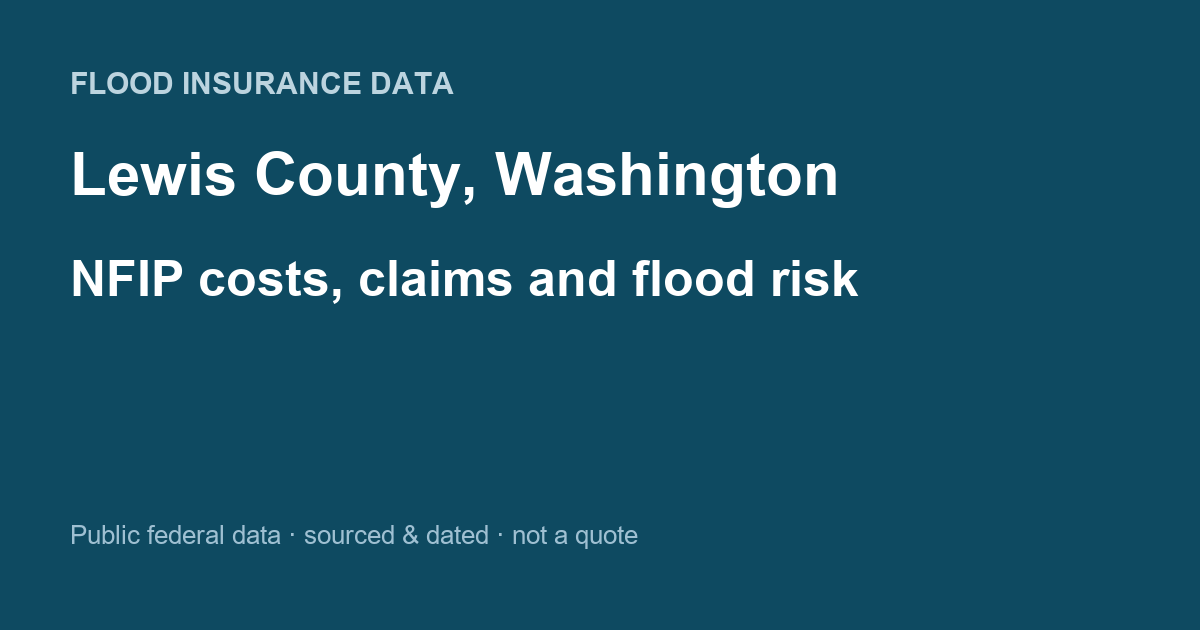 FLOOD INSURANCE DATA
Lewis County, Washington
NFIP costs, claims and flood risk
Public federal data · sourced & dated · not a quote